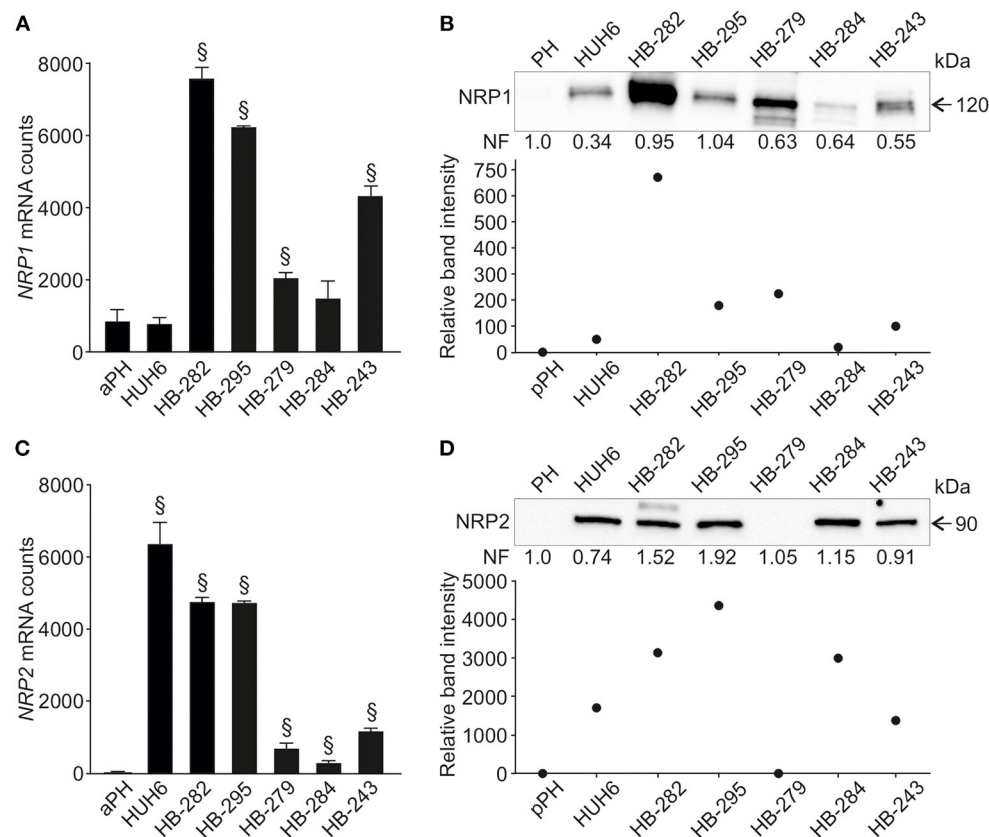 A
NRP1 mRNA counts
8000
6000
4000
2000
0
§ § § §
aPH HUH6 HB-282 HB-295 HB-279 HB-284 HB-243
B
PH HUH6 HB-282 HB-295 HB-279 HB-284 HB-243
kDa
NRP1
120
NF 1.0 0.34 0.95 1.04 0.63 0.64 0.55
Relative band intensity
750
600
500
400
300
200
100
0
pPH HUH6 HB-282 HB-295 HB-279 HB-284 HB-243
C
NRP2 mRNA counts
8000
6000
4000
2000
0
§ § § § § §
aPH HUH6 HB-282 HB-295 HB-279 HB-284 HB-243
D
PH HUH6 HB-282 HB-295 HB-279 HB-284 HB-243
kDa
NRP2
90
NF 1.0 0.74 1.52 1.92 1.05 1.15 0.91
Relative band intensity
5000
4000
3000
2000
1000
0
pPH HUH6 HB-282 HB-295 HB-279 HB-284 HB-243